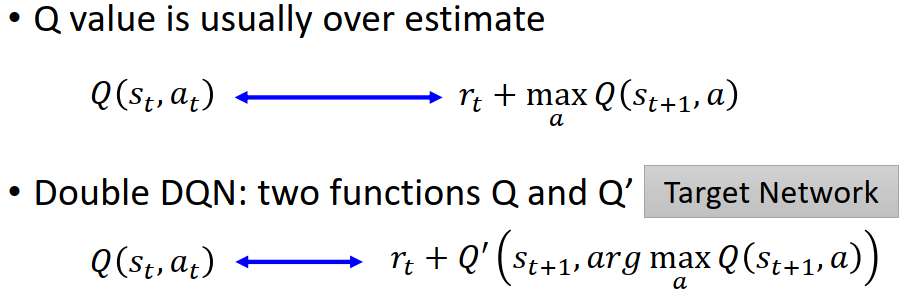 • Q value is usually over estimate
Q(s_t, a_t) ⟷ r_t + max_a Q(s_{t+1}, a)
• Double DQN: two functions Q and Q’ Target Network
Q(s_t, a_t) ⟷ r_t + Q′(s_{t+1}, arg max_a Q(s_{t+1}, a))